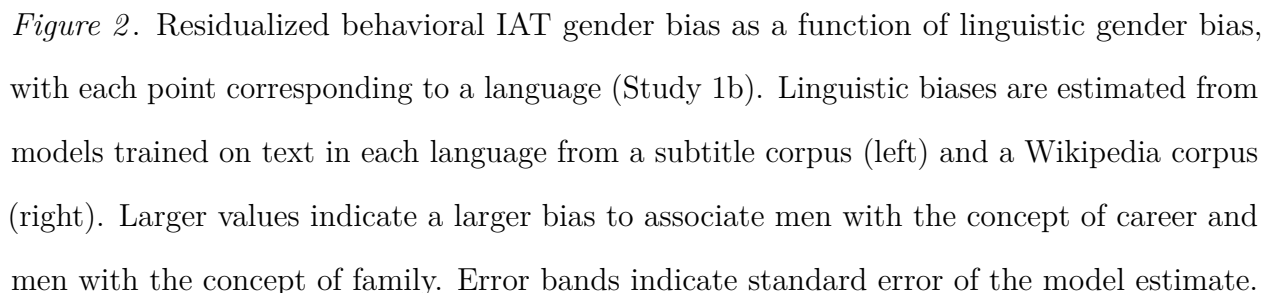 Figure 2. Residualized behavioral IAT gender bias as a function of linguistic gender bias,
with each point corresponding to a language (Study 1b). Linguistic biases are estimated from
models trained on text in each language from a subtitle corpus (left) and a Wikipedia corpus
(right). Larger values indicate a larger bias to associate men with the concept of career and
men with the concept of family. Error bands indicate standard error of the model estimate.